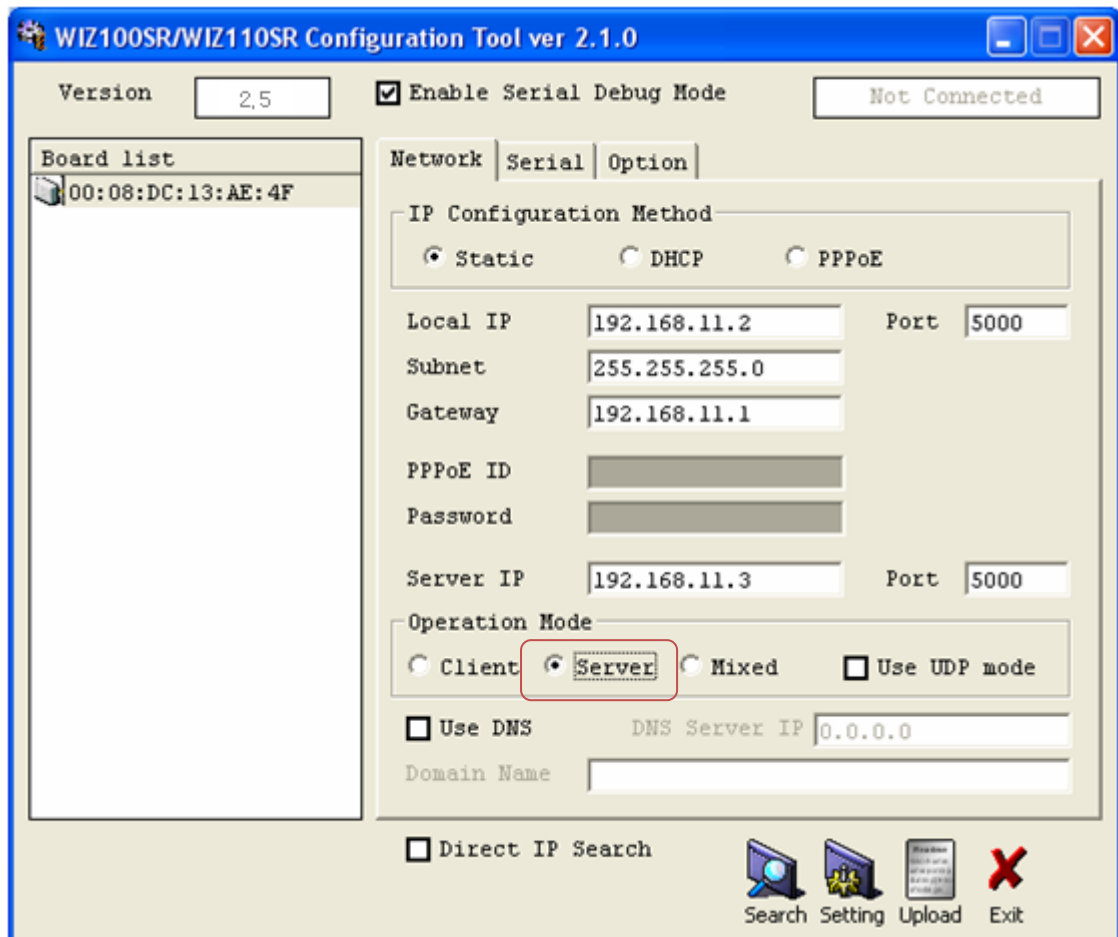 WIZ100SR/WIZ110SR Configuration Tool ver 2.1.0
Version 2,5 Enable Serial Debug Mode Not Connected
Board list
00:08:DC:13:AE:4F
Network Serial Option
IP Configuration Method
Static DHCP PPPoE
Local IP 192.168.11.2 Port 5000
Subnet 255.255.255.0
Gateway 192.168.11.1
PPPoE ID
Password
Server IP 192.168.11.3 Port 5000
Operation Mode
Client Server Mixed Use UDP mode
Use DNS DNS Server IP 0.0.0.0
Domain Name
Direct IP Search
Search Setting Upload Exit